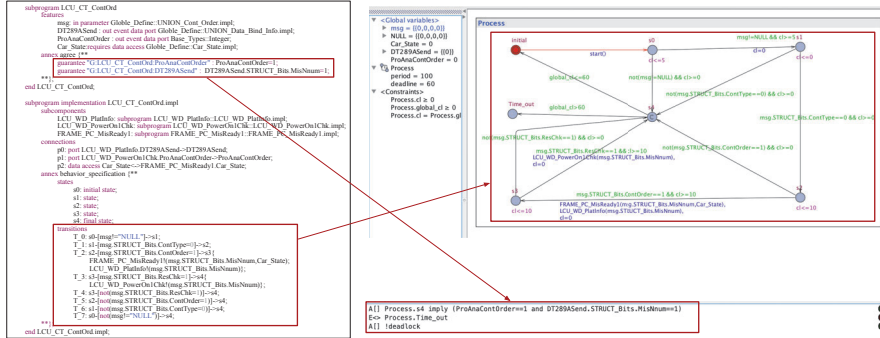 subprogram LCU_CT_ContOrd
features
msg: in parameter Globle_Define::UNION_Cont_Order.impl;
DT289ASend : out event data port Globle_Define::UNION_Data_Bind_Info.impl;
ProAnaContOrder : out event data port Base_Types::Integer;
Car_State:requires data access Globle_Define::Car_State.impl;
annex agree {**
guarantee "G:LCU_CT_ContOrd:ProAnaContOrder" : ProAnaContOrder=1;
guarantee "G:LCU_CT_ContOrd:DT289ASend" : DT289ASend.STRUCT_Bits.MisNnum=1;
**};
end LCU_CT_ContOrd;
subprogram implementation LCU_CT_ContOrd.impl
subcomponents
LCU_WD_PlatInfo: subprogram LCU_WD_PlatInfo::LCU_WD_PlatInfo.impl;
LCU_WD_PowerOn1Chk: subprogram LCU_WD_PowerOn1Chk::LCU_WD_PowerOn1Chk.impl;
FRAME_PC_MisReady1: subprogram FRAME_PC_MisReady1::FRAME_PC_MisReady1.impl;
connections
p0: port LCU_WD_PlatInfo.DT289ASend->DT289ASend;
p1: port LCU_WD_PowerOn1Chk.ProAnaContOrder->ProAnaContOrder;
p2: data access Car_State<->FRAME_PC_MisReady1.Car_State;
annex behavior_specification {**
states
s0: initial state;
s1: state;
s2: state;
s3: state;
s4: final state;
transitions
T_0: s0-[msg!="NULL"]->s1;
T_1: s1-[msg.STRUCT_Bits.ContType=0]->s2;
T_2: s2-[msg.STRUCT_Bits.ContOrder=1]->s3{
FRAME_PC_MisReady1!(msg.STRUCT_Bits.MisNnum,Car_State);
LCU_WD_PlatInfo!(msg.STRUCT_Bits.MisNnum)};
T_3: s3-[msg.STRUCT_Bits.ResChk=1]->s4{
LCU_WD_PowerOn1Chk!(msg.STRUCT_Bits.MisNnum)};
T_4: s3-[not(msg.STRUCT_Bits.ResChk=1)]->s4;
T_5: s2-[not(msg.STRUCT_Bits.ContOrder=1)]->s4;
T_6: s1-[not(msg.STRUCT_Bits.ContType=0)]->s4;
T_7: s0-[not(msg!="NULL")]->s4;
**};
end LCU_CT_ContOrd.impl;
<Global variables>
msg = {(0,0,0,0)}
NULL = {(0,0,0,0)}
Car_State = 0
DT289ASend = {{0}}
ProAnaContOrder = 0
Process
period = 100
deadline = 60
<Constraints>
Process.cl ≥ 0
Process.global_cl ≥ 0
Process.cl = Process.gl
Process
initial
s0
msg!=NULL && cl>=5
s1
start()
cl=0
cl<=5
cl<=0
global_cl<=60
not(msg!=NULL) && cl>=0
not(msg.STRUCT_Bits.ContType==0) && cl>=0
Time_out
global_cl>60
s4
msg.STRUCT_Bits.ContType==0 && cl>=0
not(msg.STRUCT_Bits.ResChk==1) && cl>=0
not(msg.STRUCT_Bits.ContOrder==1) && cl>=0
LCU_WD_PowerOn1Chk(msg.STRUCT_Bits.MisNnum),
cl=0
s3
msg.STRUCT_Bits.ContOrder==1 && cl>=10
s2
cl<=10
FRAME_PC_MisReady1(msg.STRUCT_Bits.MisNnum,Car_State),
cl<=10
LCU_WD_PlatInfo(msg.STRUCT_Bits.MisNnum),
cl=0
A[] Process.s4 imply (ProAnaContOrder==1 and DT289ASend.STRUCT_Bits.MisNnum==1)
E<> Process.Time_out
A[] !deadlock